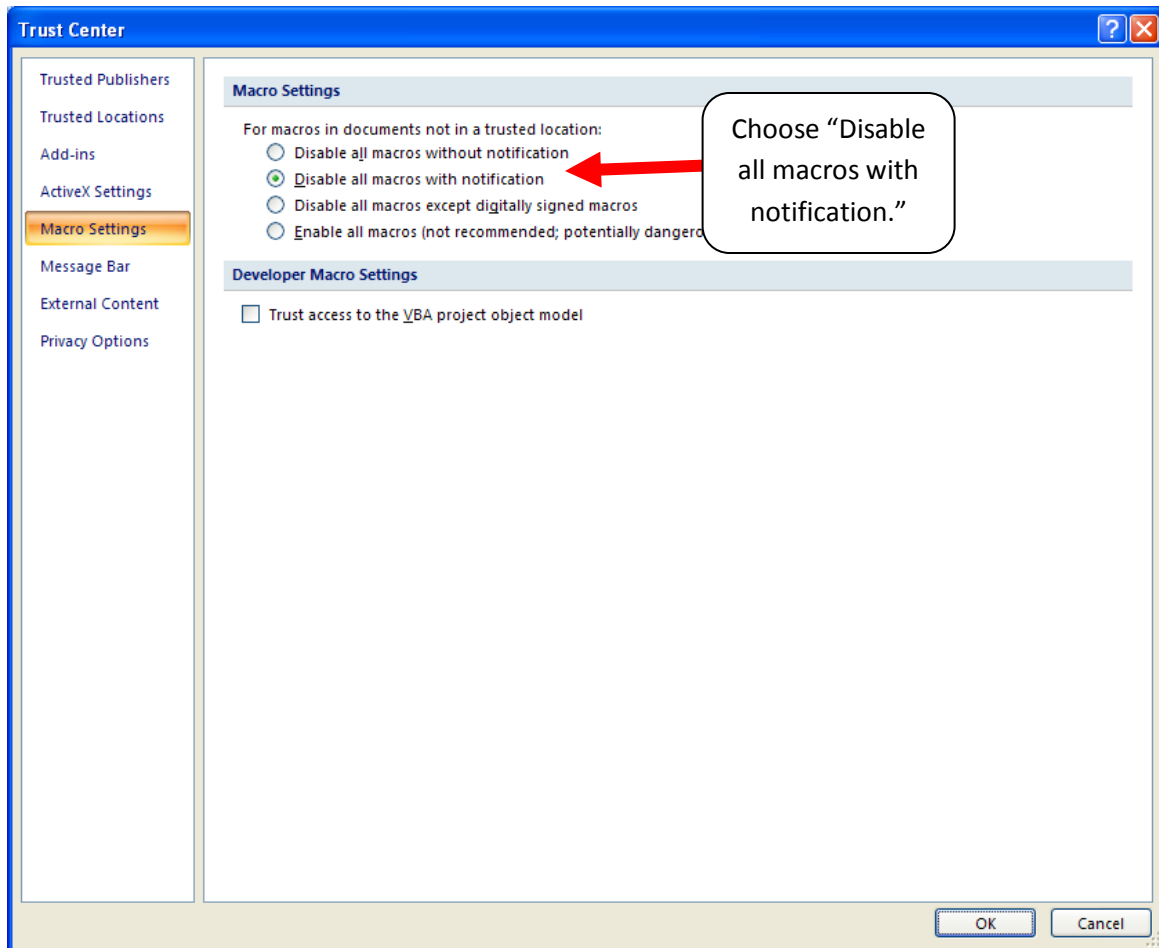 Trust Center
Trusted Publishers
Trusted Locations
Add-ins
ActiveX Settings
Macro Settings
Message Bar
External Content
Privacy Options
Macro Settings
For macros in documents not in a trusted location:
Disable all macros without notification
Disable all macros with notification
Disable all macros except digitally signed macros
Enable all macros (not recommended; potentially dangero
Choose “Disable
all macros with
notification.”
Developer Macro Settings
Trust access to the VBA project object model
OK
Cancel